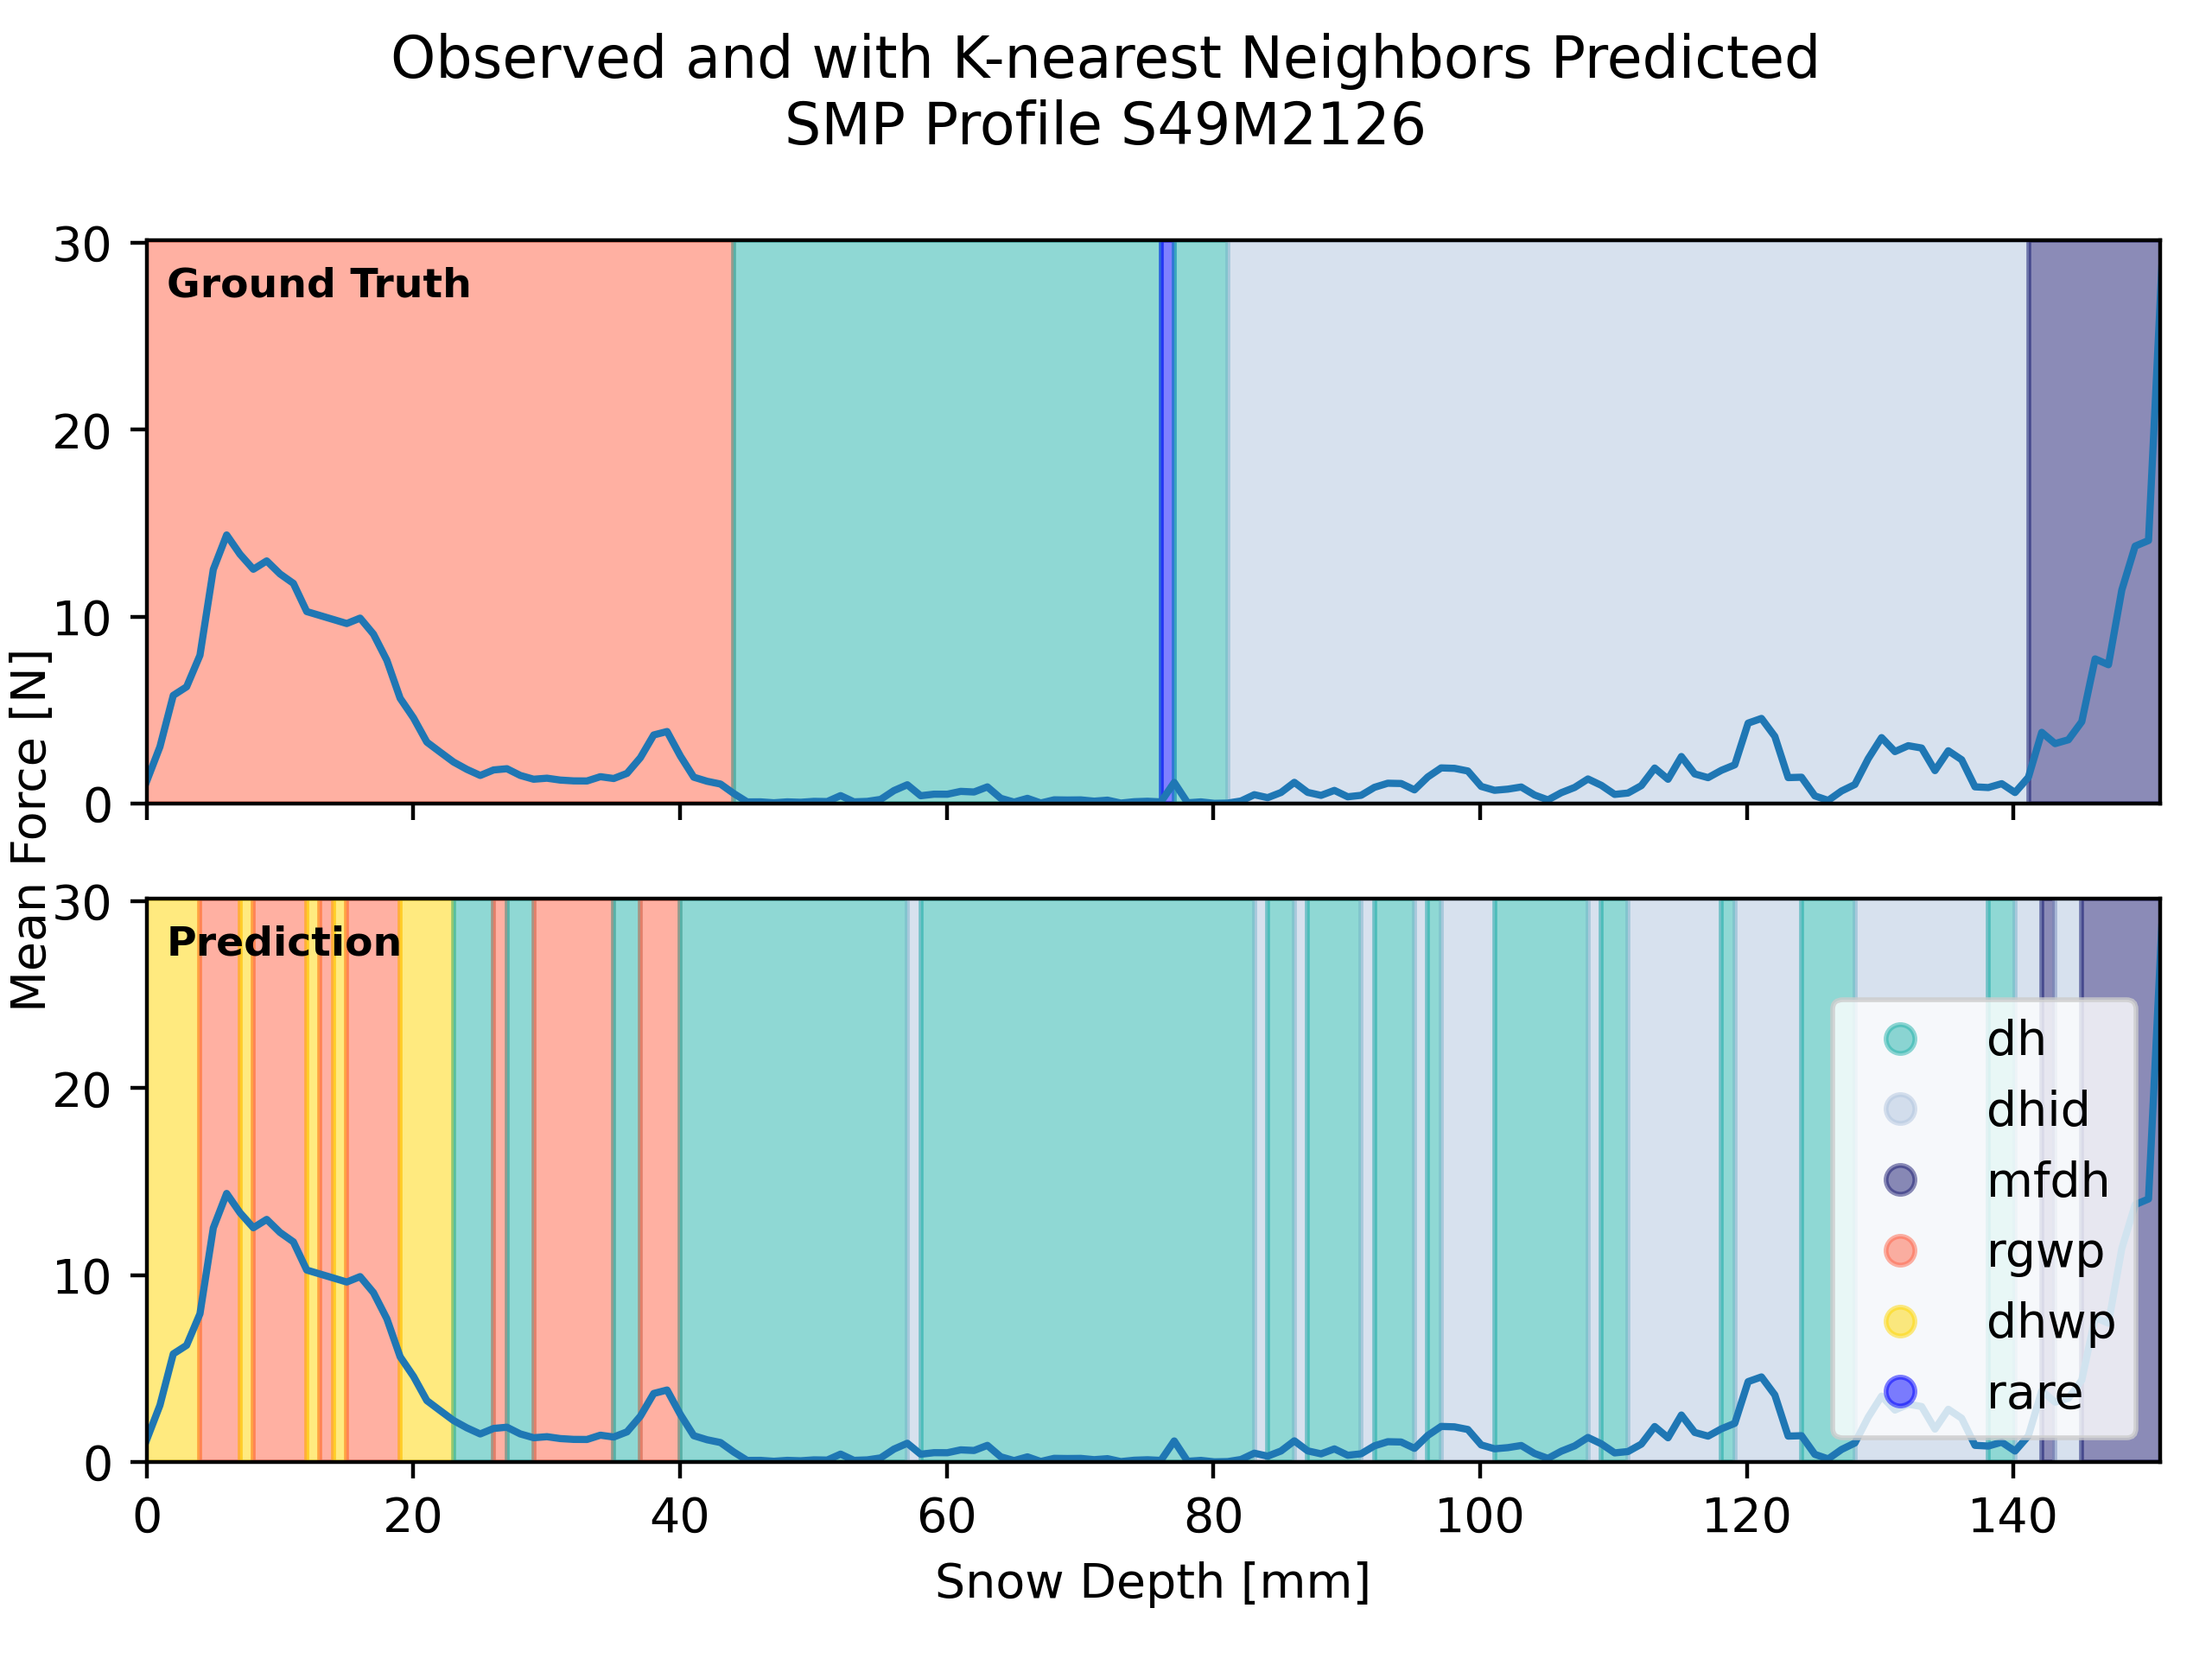 Observed and with K-nearest Neighbors Predicted
SMP Profile S49M2126
Mean Force [N]
30
20
10
0
Ground Truth
30
20
10
0
Prediction
dh
dhid
mfdh
rgwp
dhwp
rare
0 20 40 60 80 100 120 140
Snow Depth [mm]